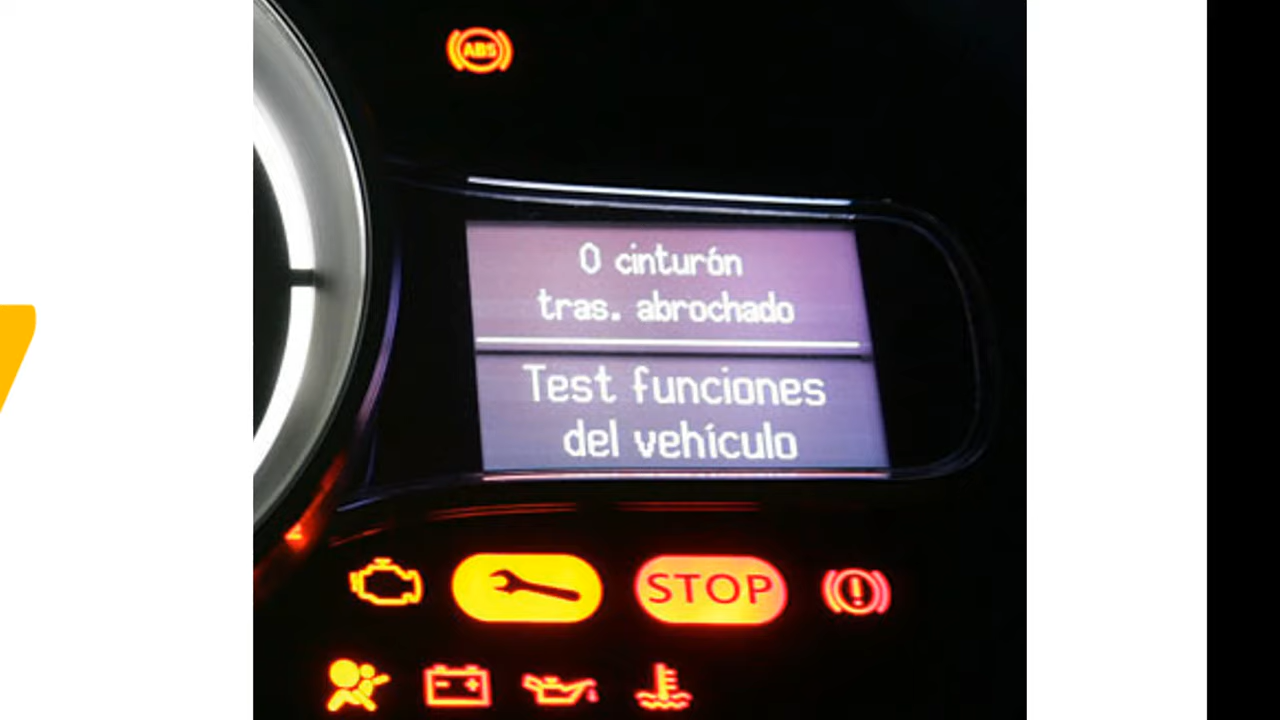 ABS
0 cinturón
tras. abrochado
Test funciones
del vehículo
STOP